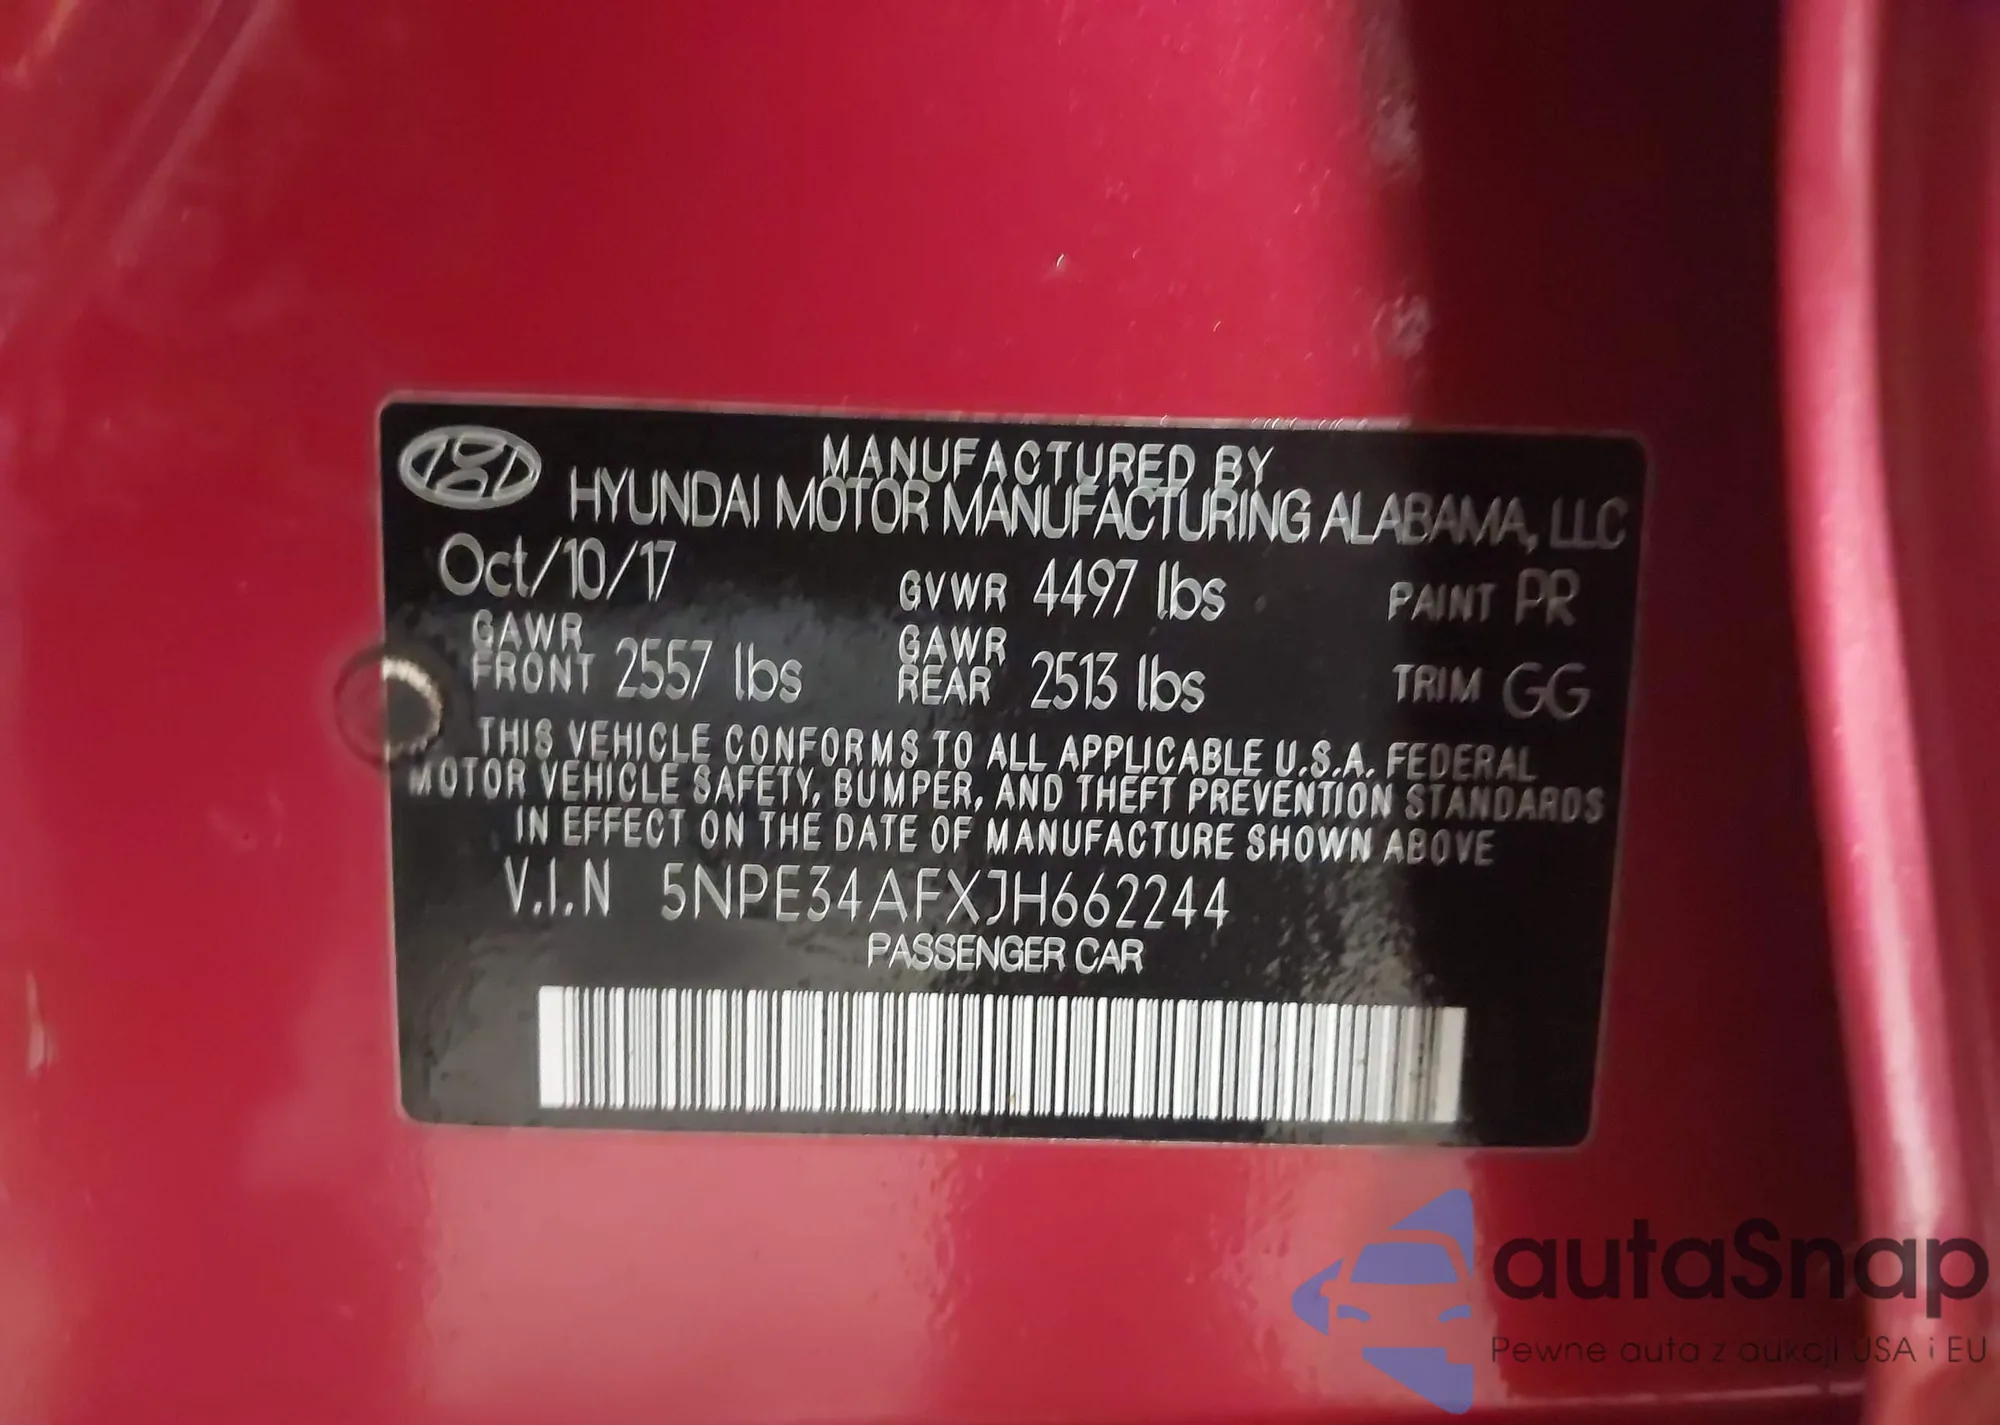 MANUFACTURED BY
HYUNDAI MOTOR MANUFACTURING ALABAMA, LLC
Oct/10/17 GVWR 4497 lbs PAINT PR
GAWR FRONT 2557 lbs GAWR REAR 2513 lbs TRIM GG
THIS VEHICLE CONFORMS TO ALL APPLICABLE U.S.A. FEDERAL
MOTOR VEHICLE SAFETY, BUMPER, AND THEFT PREVENTION STANDARDS
IN EFFECT ON THE DATE OF MANUFACTURE SHOWN ABOVE
V.I.N 5NPE34AFXJH662244
PASSENGER CAR
autaSnap
Pewne auta z aukcji USA i EU